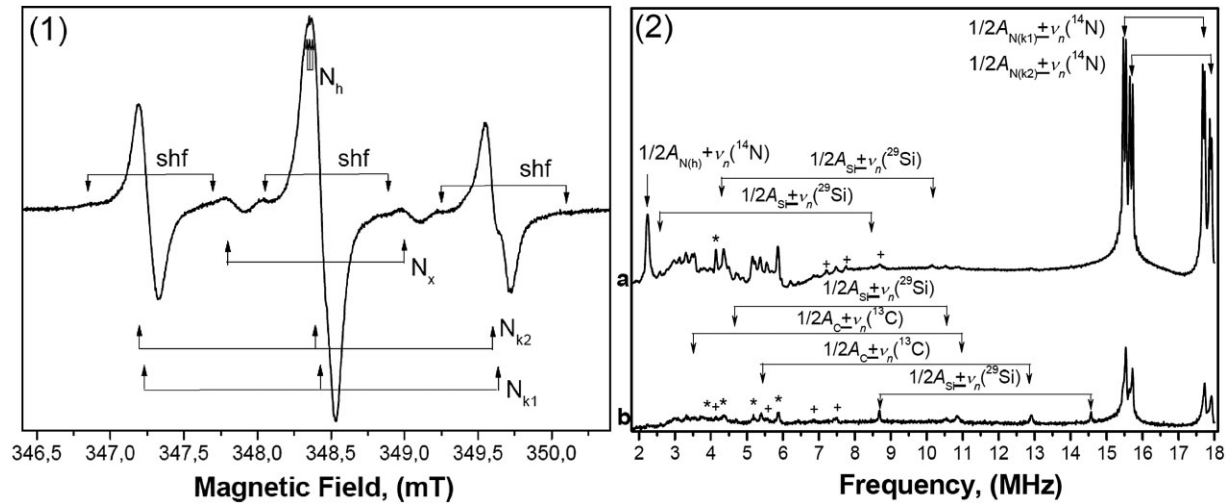 (1)
N_h
shf
shf
shf
N_x
N_k2
N_k1
346,5 347,0 347,5 348,0 348,5 349,0 349,5 350,0
Magnetic Field, (mT)
(2)
1/2A_N(k1)±ν_n(¹⁴N)
1/2A_N(k2)±ν_n(¹⁴N)
1/2A_N(h)+ν_n(¹⁴N)
1/2A_Si±ν_n(²⁹Si)
1/2A_Si±ν_n(²⁹Si)
*
+ + +
a
1/2A_Si±ν_n(²⁹Si)
1/2A_C±ν_n(¹³C)
1/2A_C±ν_n(¹³C)
1/2A_Si±ν_n(²⁹Si)
* + * * + * + +
b
2 3 4 5 6 7 8 9 10 11 12 13 14 15 16 17 18
Frequency, (MHz)